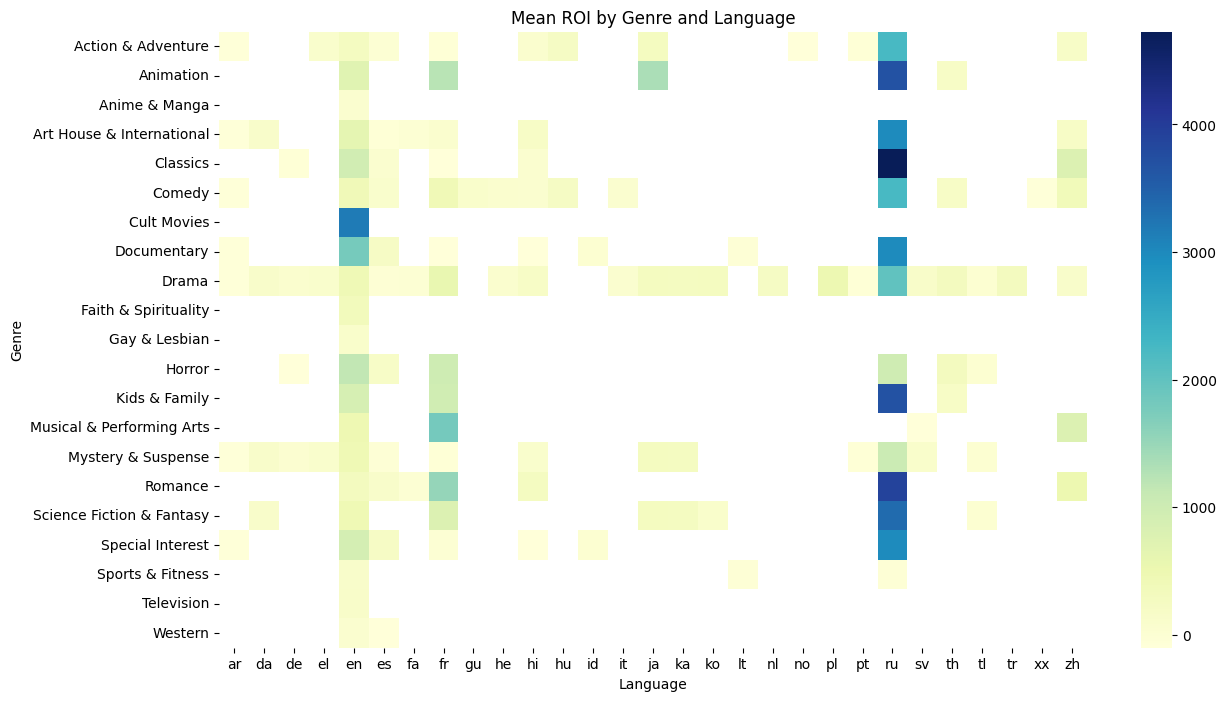 Mean ROI by Genre and Language
Genre
Action & Adventure
Animation
Anime & Manga
Art House & International
Classics
Comedy
Cult Movies
Documentary
Drama
Faith & Spirituality
Gay & Lesbian
Horror
Kids & Family
Musical & Performing Arts
Mystery & Suspense
Romance
Science Fiction & Fantasy
Special Interest
Sports & Fitness
Television
Western
ar da de el en es fa fr gu he hi hu id it ja ka ko lt nl no pl pt ru sv th tl tr xx zh
Language
4000
3000
2000
1000
0